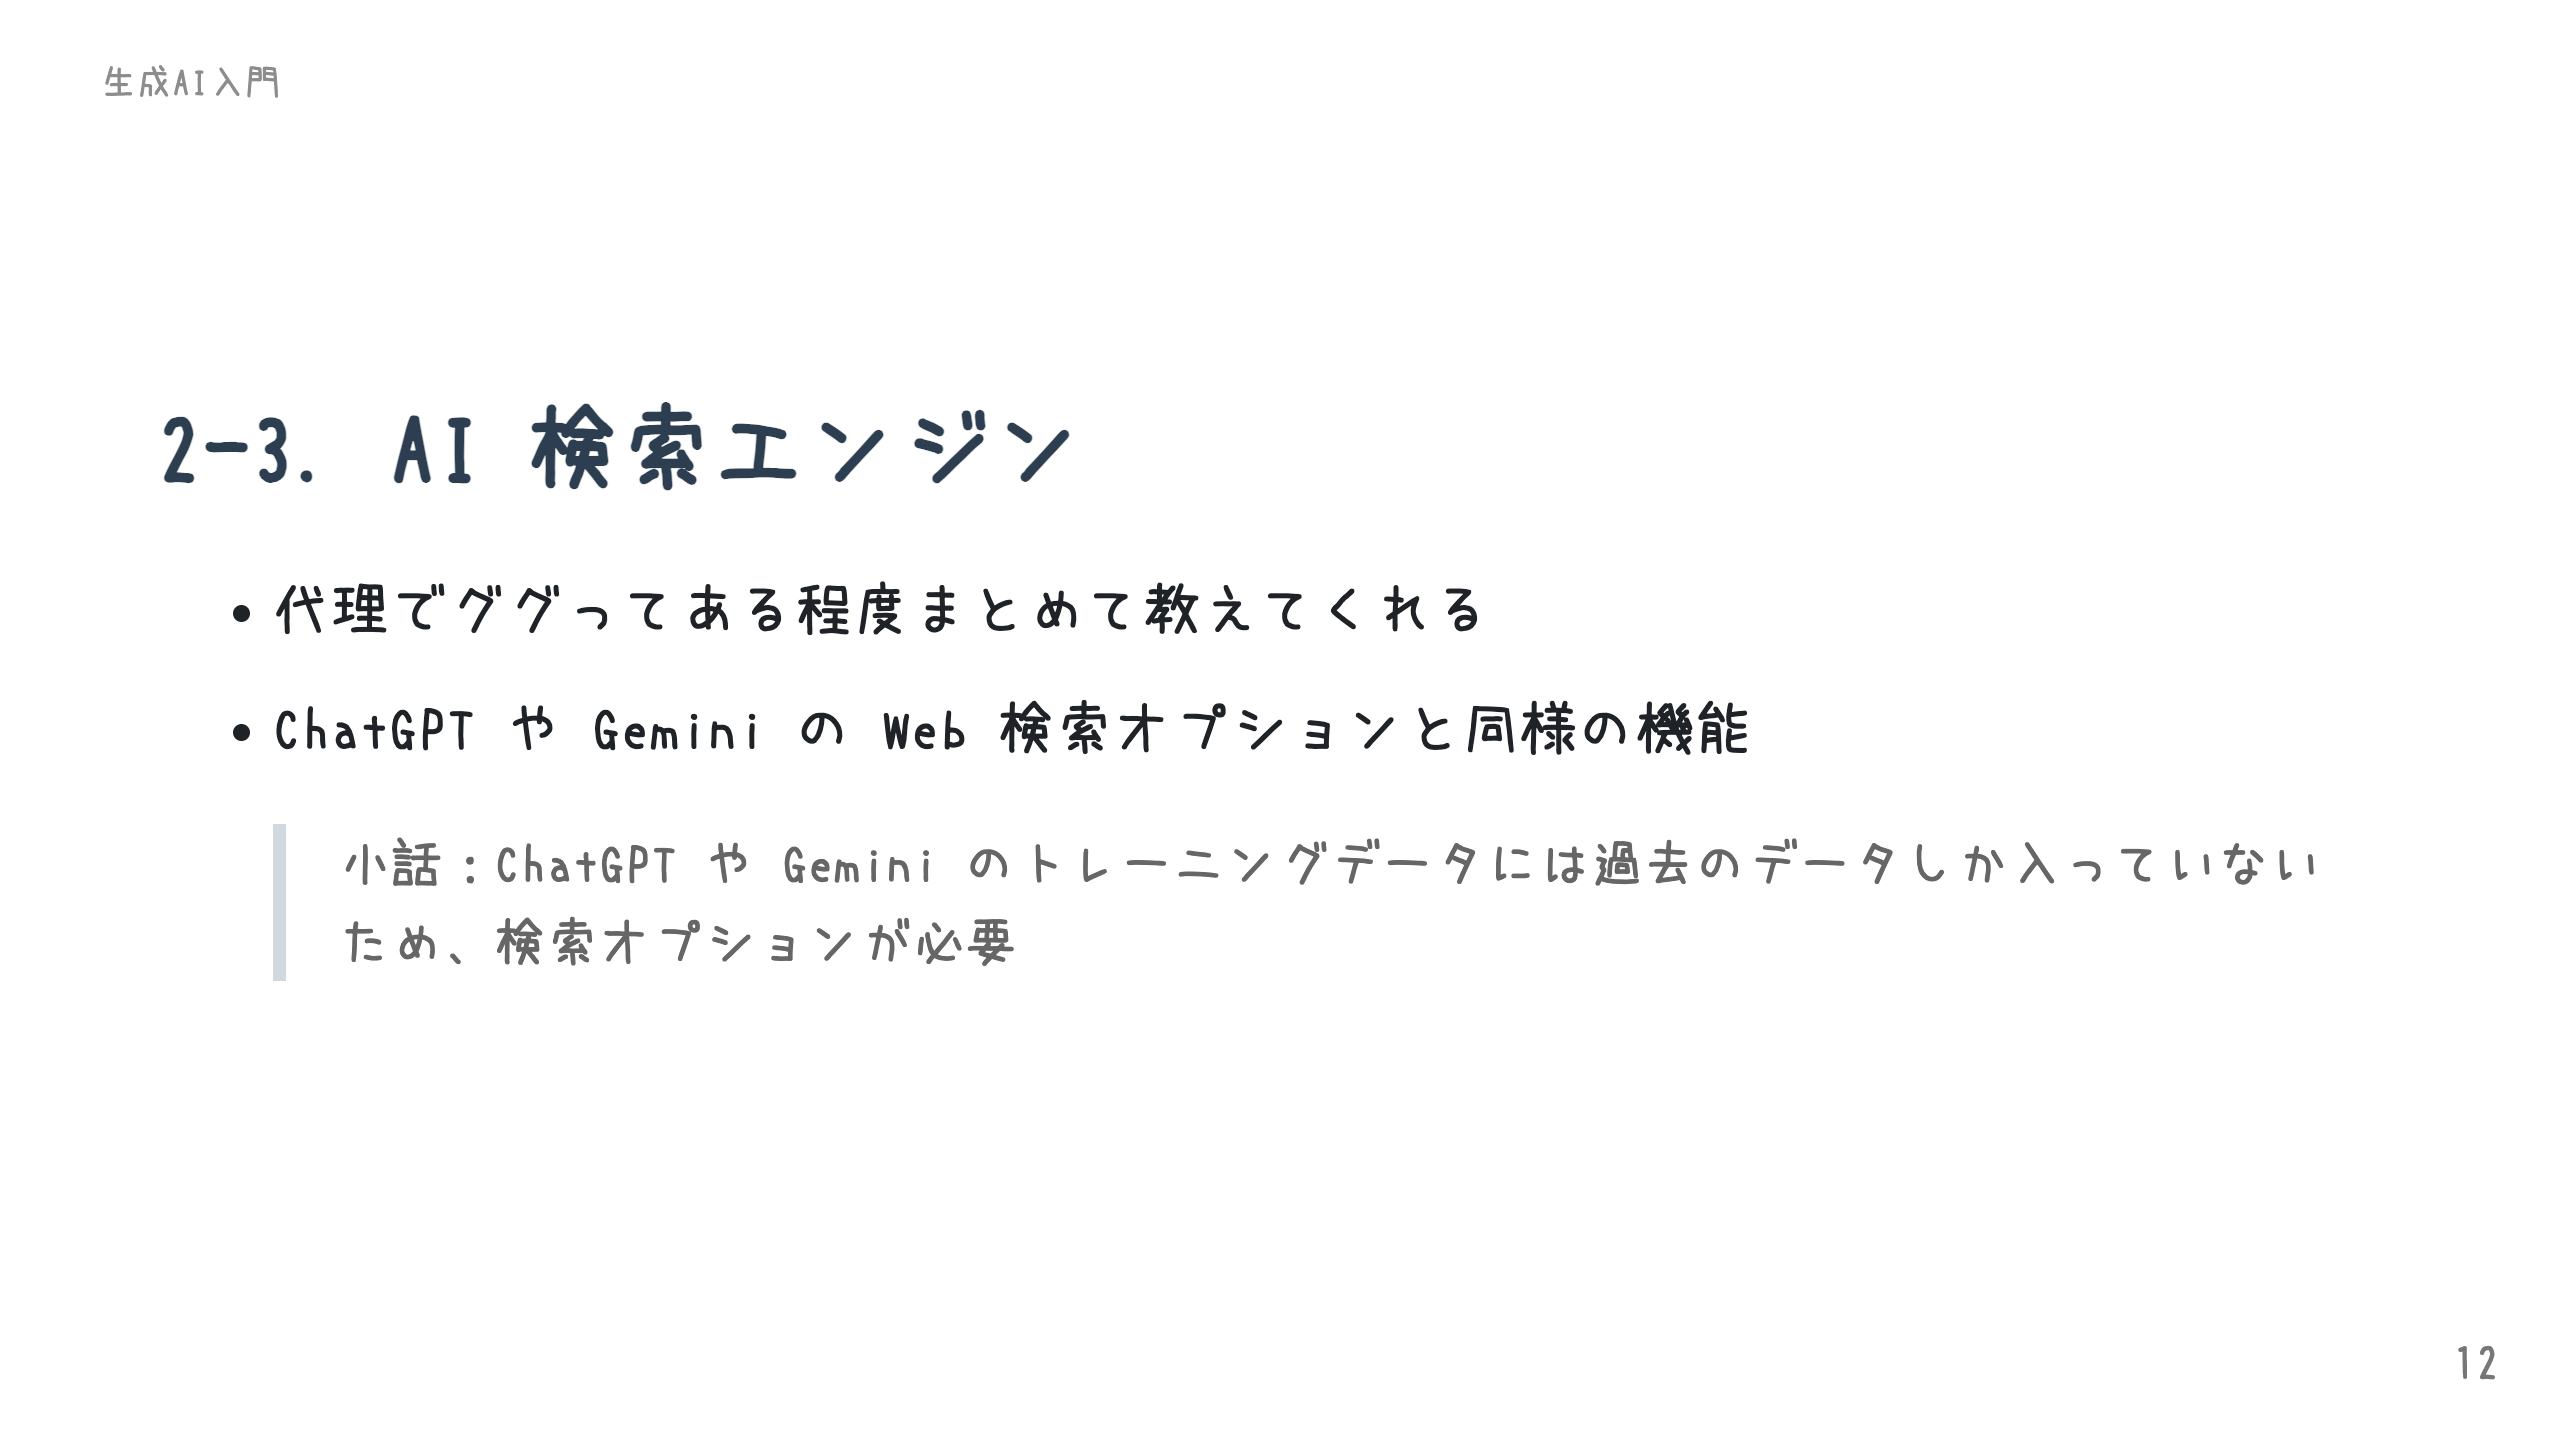 生成AI入門
2-3. AI 検索エンジン
• 代理でググってある程度まとめて教えてくれる
• ChatGPT や Gemini の Web 検索オプションと同様の機能
小話：ChatGPT や Gemini のトレーニングデータには過去のデータしか入っていない
ため、検索オプションが必要
12